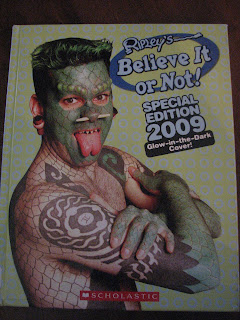 Ripley's
Believe It
or Not!
SPECIAL
EDITION
2009
Glow-in-the-Dark
Cover!
SCHOLASTIC